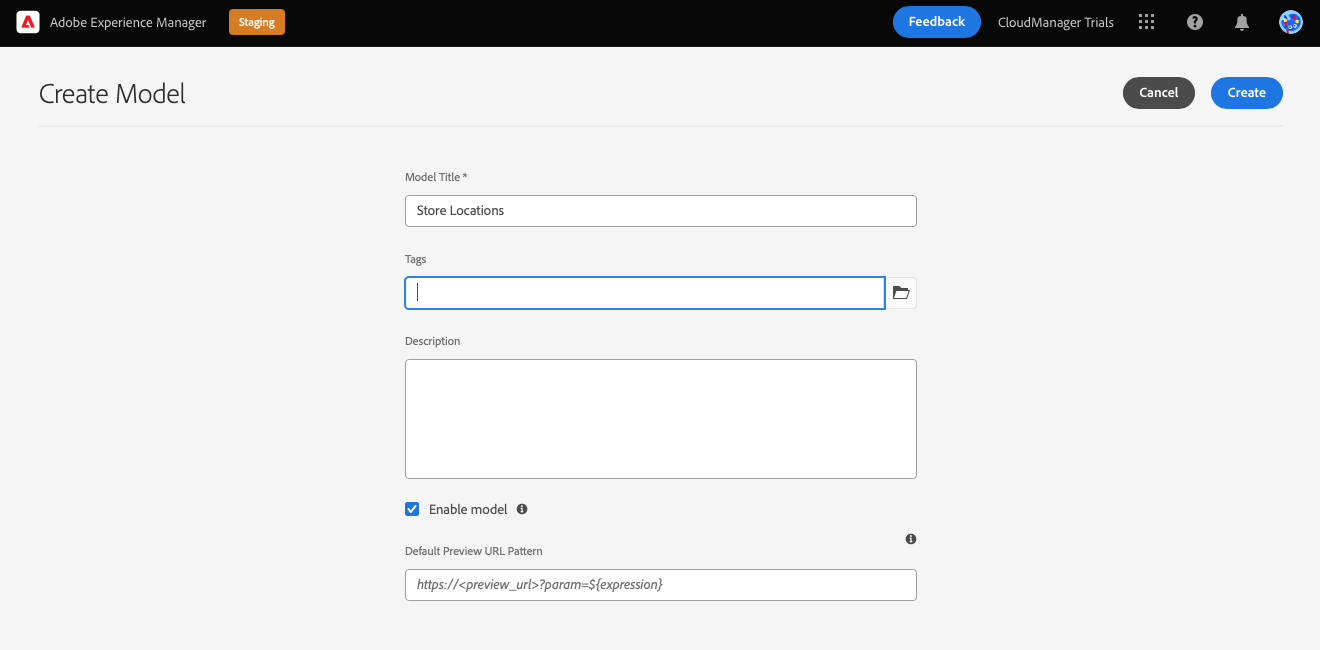 Adobe Experience Manager
Staging
Feedback
CloudManager Trials
Create Model
Cancel
Create
Model Title *
Store Locations
Tags
Description
Enable model
Default Preview URL Pattern
https://<preview_url>?param=${expression}